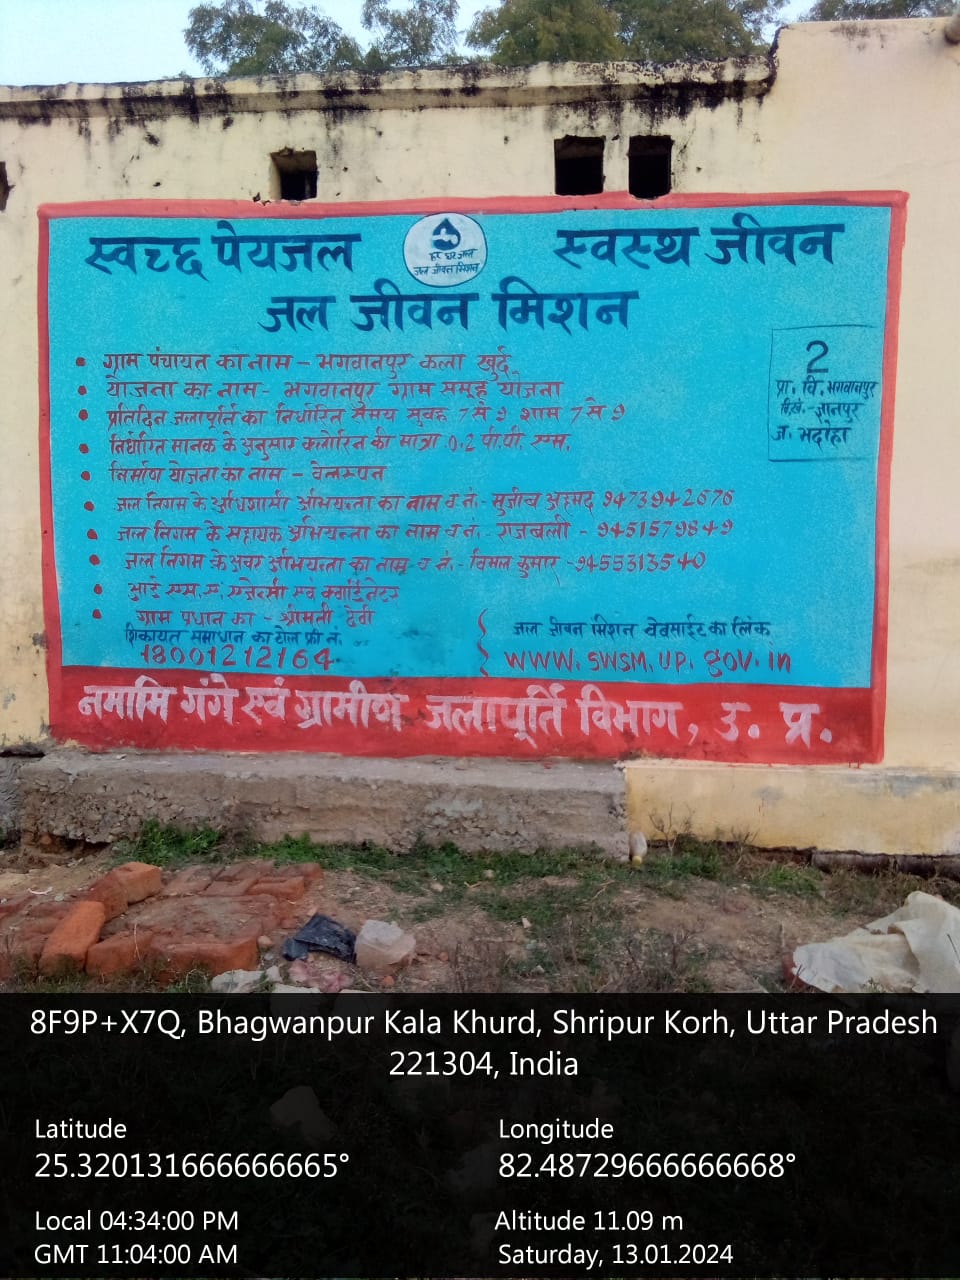 स्वच्छ पेयजल
हर घर जल
जल जीवन मिशन
स्वस्थ जीवन
जल जीवन मिशन
• ग्राम पंचायत का नाम – भगवानपुर कला खुर्द
• योजना का नाम - भगवानपुर ग्राम समूह योजना
• प्रतिदिन जलापूर्ति का निर्धारित समय सुबह 7 से 9 शाम 7 से 9
• निर्धारित मानक के अनुसार क्लोरिन की मात्रा 0.2 पी.पी. एम.
• निर्माण योजना का नाम – वेलस्पन
• जल निगम के अधिशासी अभियन्ता का नाम व नं.- सुजीब अहमद 9473942676
• जल निगम के सहायक अभियन्ता का नाम व नं. - राजबली - 9451579849
• जल निगम के अवर अभियन्ता का नाम व नं.- विमल कुमार -9455313540
• आई एस. ए. एजेन्सी एवं क्वार्डिनेटर
• ग्राम प्रधान का - श्रीमती देवी
शिकायत समाधान का टोल फ्री नं.
18001212164
जल जीवन मिशन वेबसाईट का लिंक
WWW. SWSM. UP. gov. in
2
प्रा. वि. भगवानपुर
वि.खं.- ज्ञानपुर
ज. भदोही
नमामि गंगे एवं ग्रामीण जलापूर्ति विभाग, उ. प्र.
8F9P+X7Q, Bhagwanpur Kala Khurd, Shripur Korh, Uttar Pradesh
221304, India
Latitude
25.320131666666665°
Longitude
82.48729666666668°
Local 04:34:00 PM
GMT 11:04:00 AM
Altitude 11.09 m
Saturday, 13.01.2024